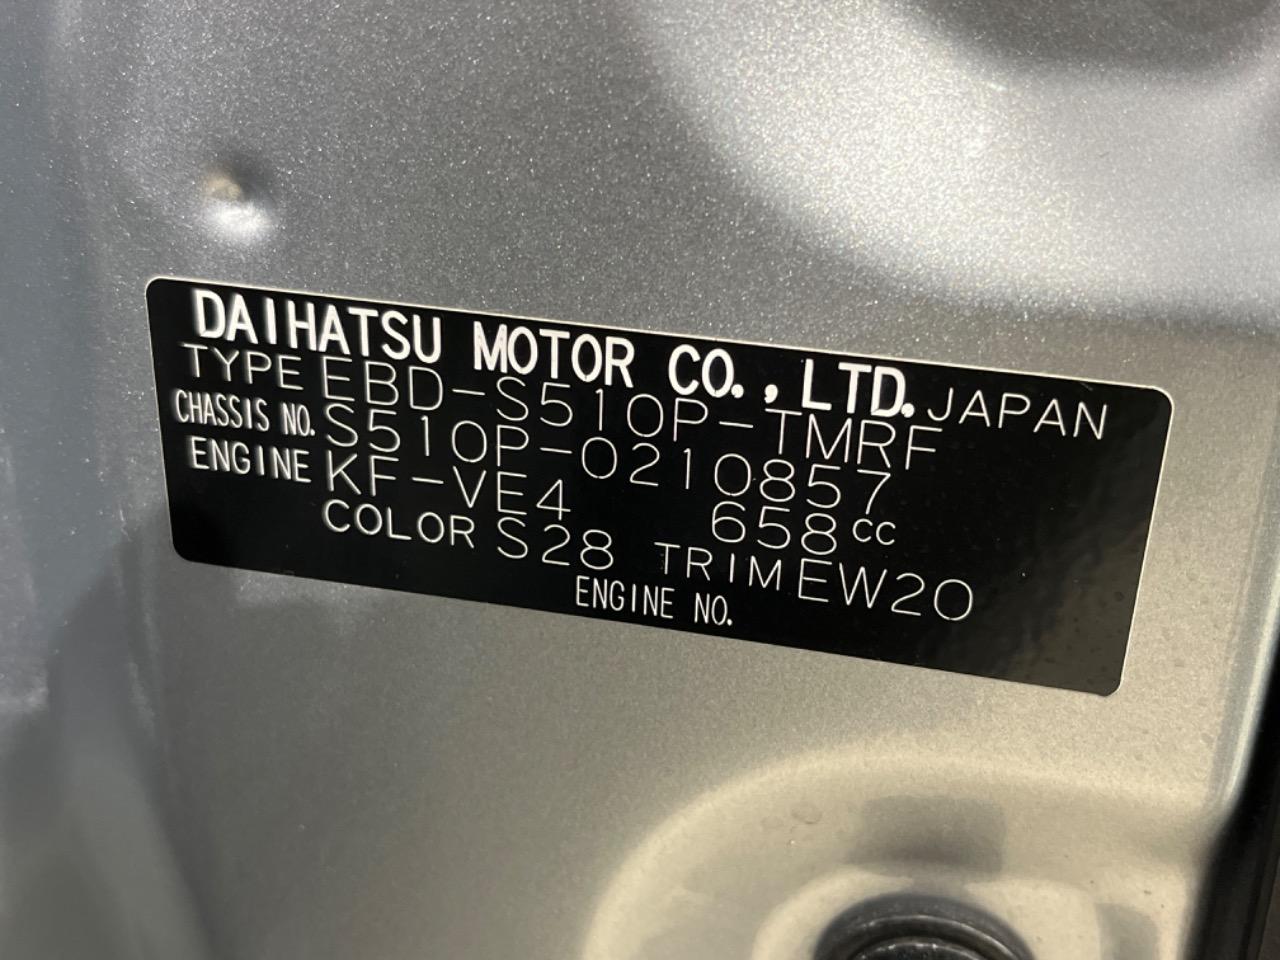 DAIHATSU MOTOR CO., LTD. JAPAN
TYPE EBD-S510P-TMRF
CHASSIS NO. S510P-0210857
ENGINE KF-VE4 658cc
COLOR S28 TRIM EW20
ENGINE NO.